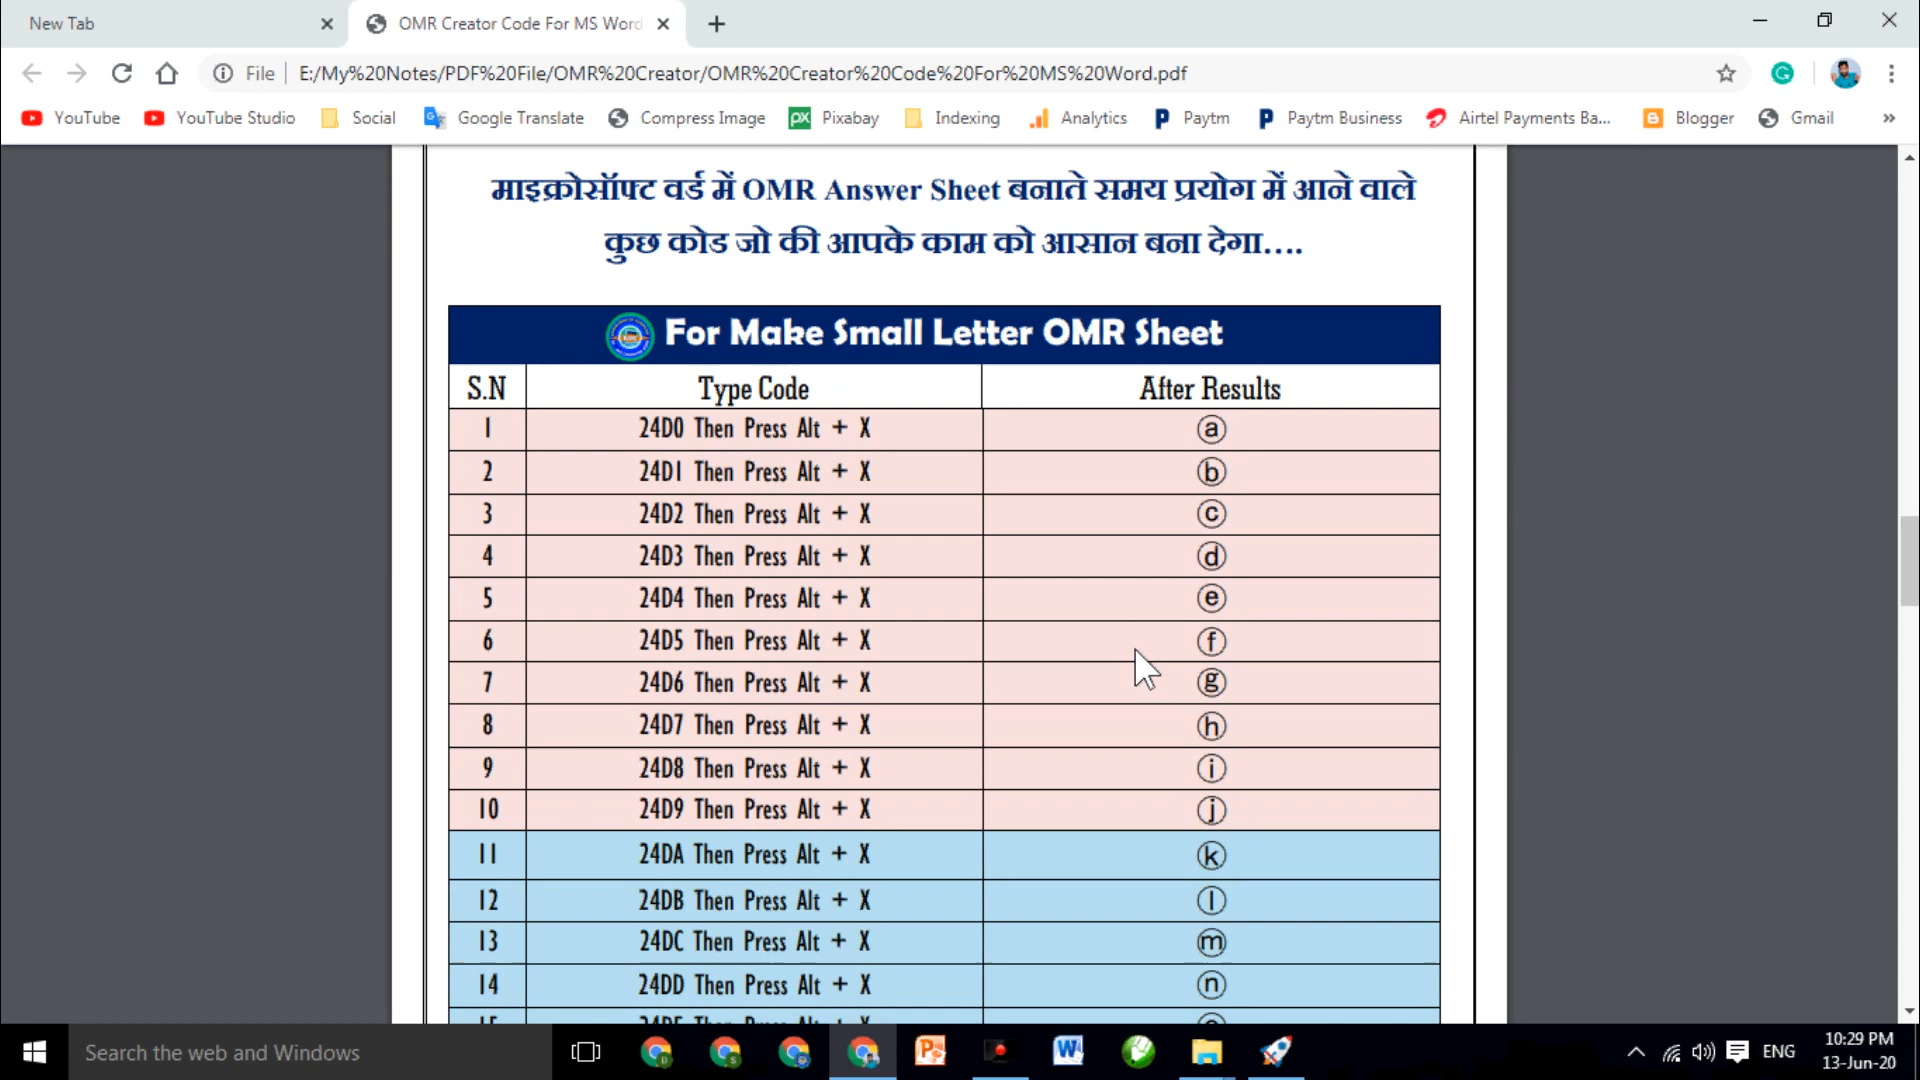 New Tab
OMR Creator Code For MS Word
File E:/My%20Notes/PDF%20File/OMR%20Creator/OMR%20Creator%20Code%20For%20MS%20Word.pdf
YouTube YouTube Studio Social Google Translate Compress Image Pixabay Indexing Analytics Paytm Paytm Business Airtel Payments Ba... Blogger Gmail »
माइक्रोसॉफ्ट वर्ड में OMR Answer Sheet बनाते समय प्रयोग में आने वाले
कुछ कोड जो की आपके काम को आसान बना देगा....
For Make Small Letter OMR Sheet
S.N Type Code After Results
1 24D0 Then Press Alt + X ⓐ
2 24D1 Then Press Alt + X ⓑ
3 24D2 Then Press Alt + X ⓒ
4 24D3 Then Press Alt + X ⓓ
5 24D4 Then Press Alt + X ⓔ
6 24D5 Then Press Alt + X ⓕ
7 24D6 Then Press Alt + X ⓖ
8 24D7 Then Press Alt + X ⓗ
9 24D8 Then Press Alt + X ⓘ
10 24D9 Then Press Alt + X ⓙ
11 24DA Then Press Alt + X ⓚ
12 24DB Then Press Alt + X ⓛ
13 24DC Then Press Alt + X ⓜ
14 24DD Then Press Alt + X ⓝ
Search the web and Windows
ENG
10:29 PM
13-Jun-20